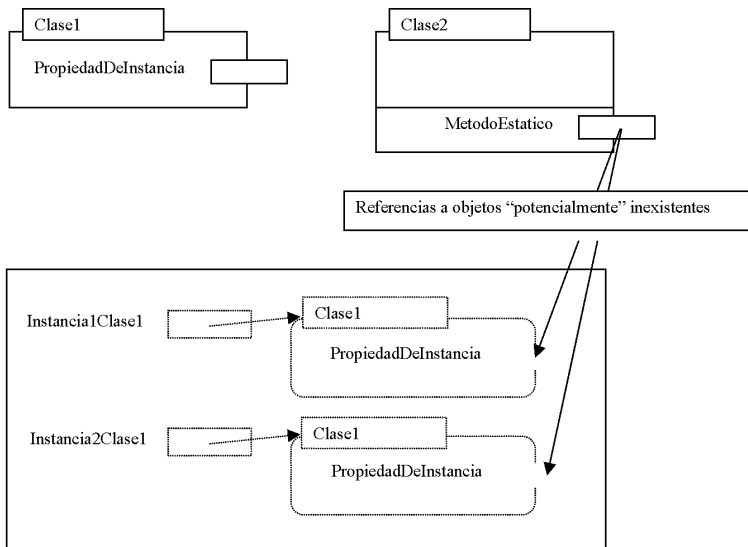 Clase1
PropiedadDeInstancia
Clase2
MetodoEstatico
Referencias a objetos “potencialmente” inexistentes
Instancia1Clase1
Clase1
PropiedadDeInstancia
Instancia2Clase1
Clase1
PropiedadDeInstancia